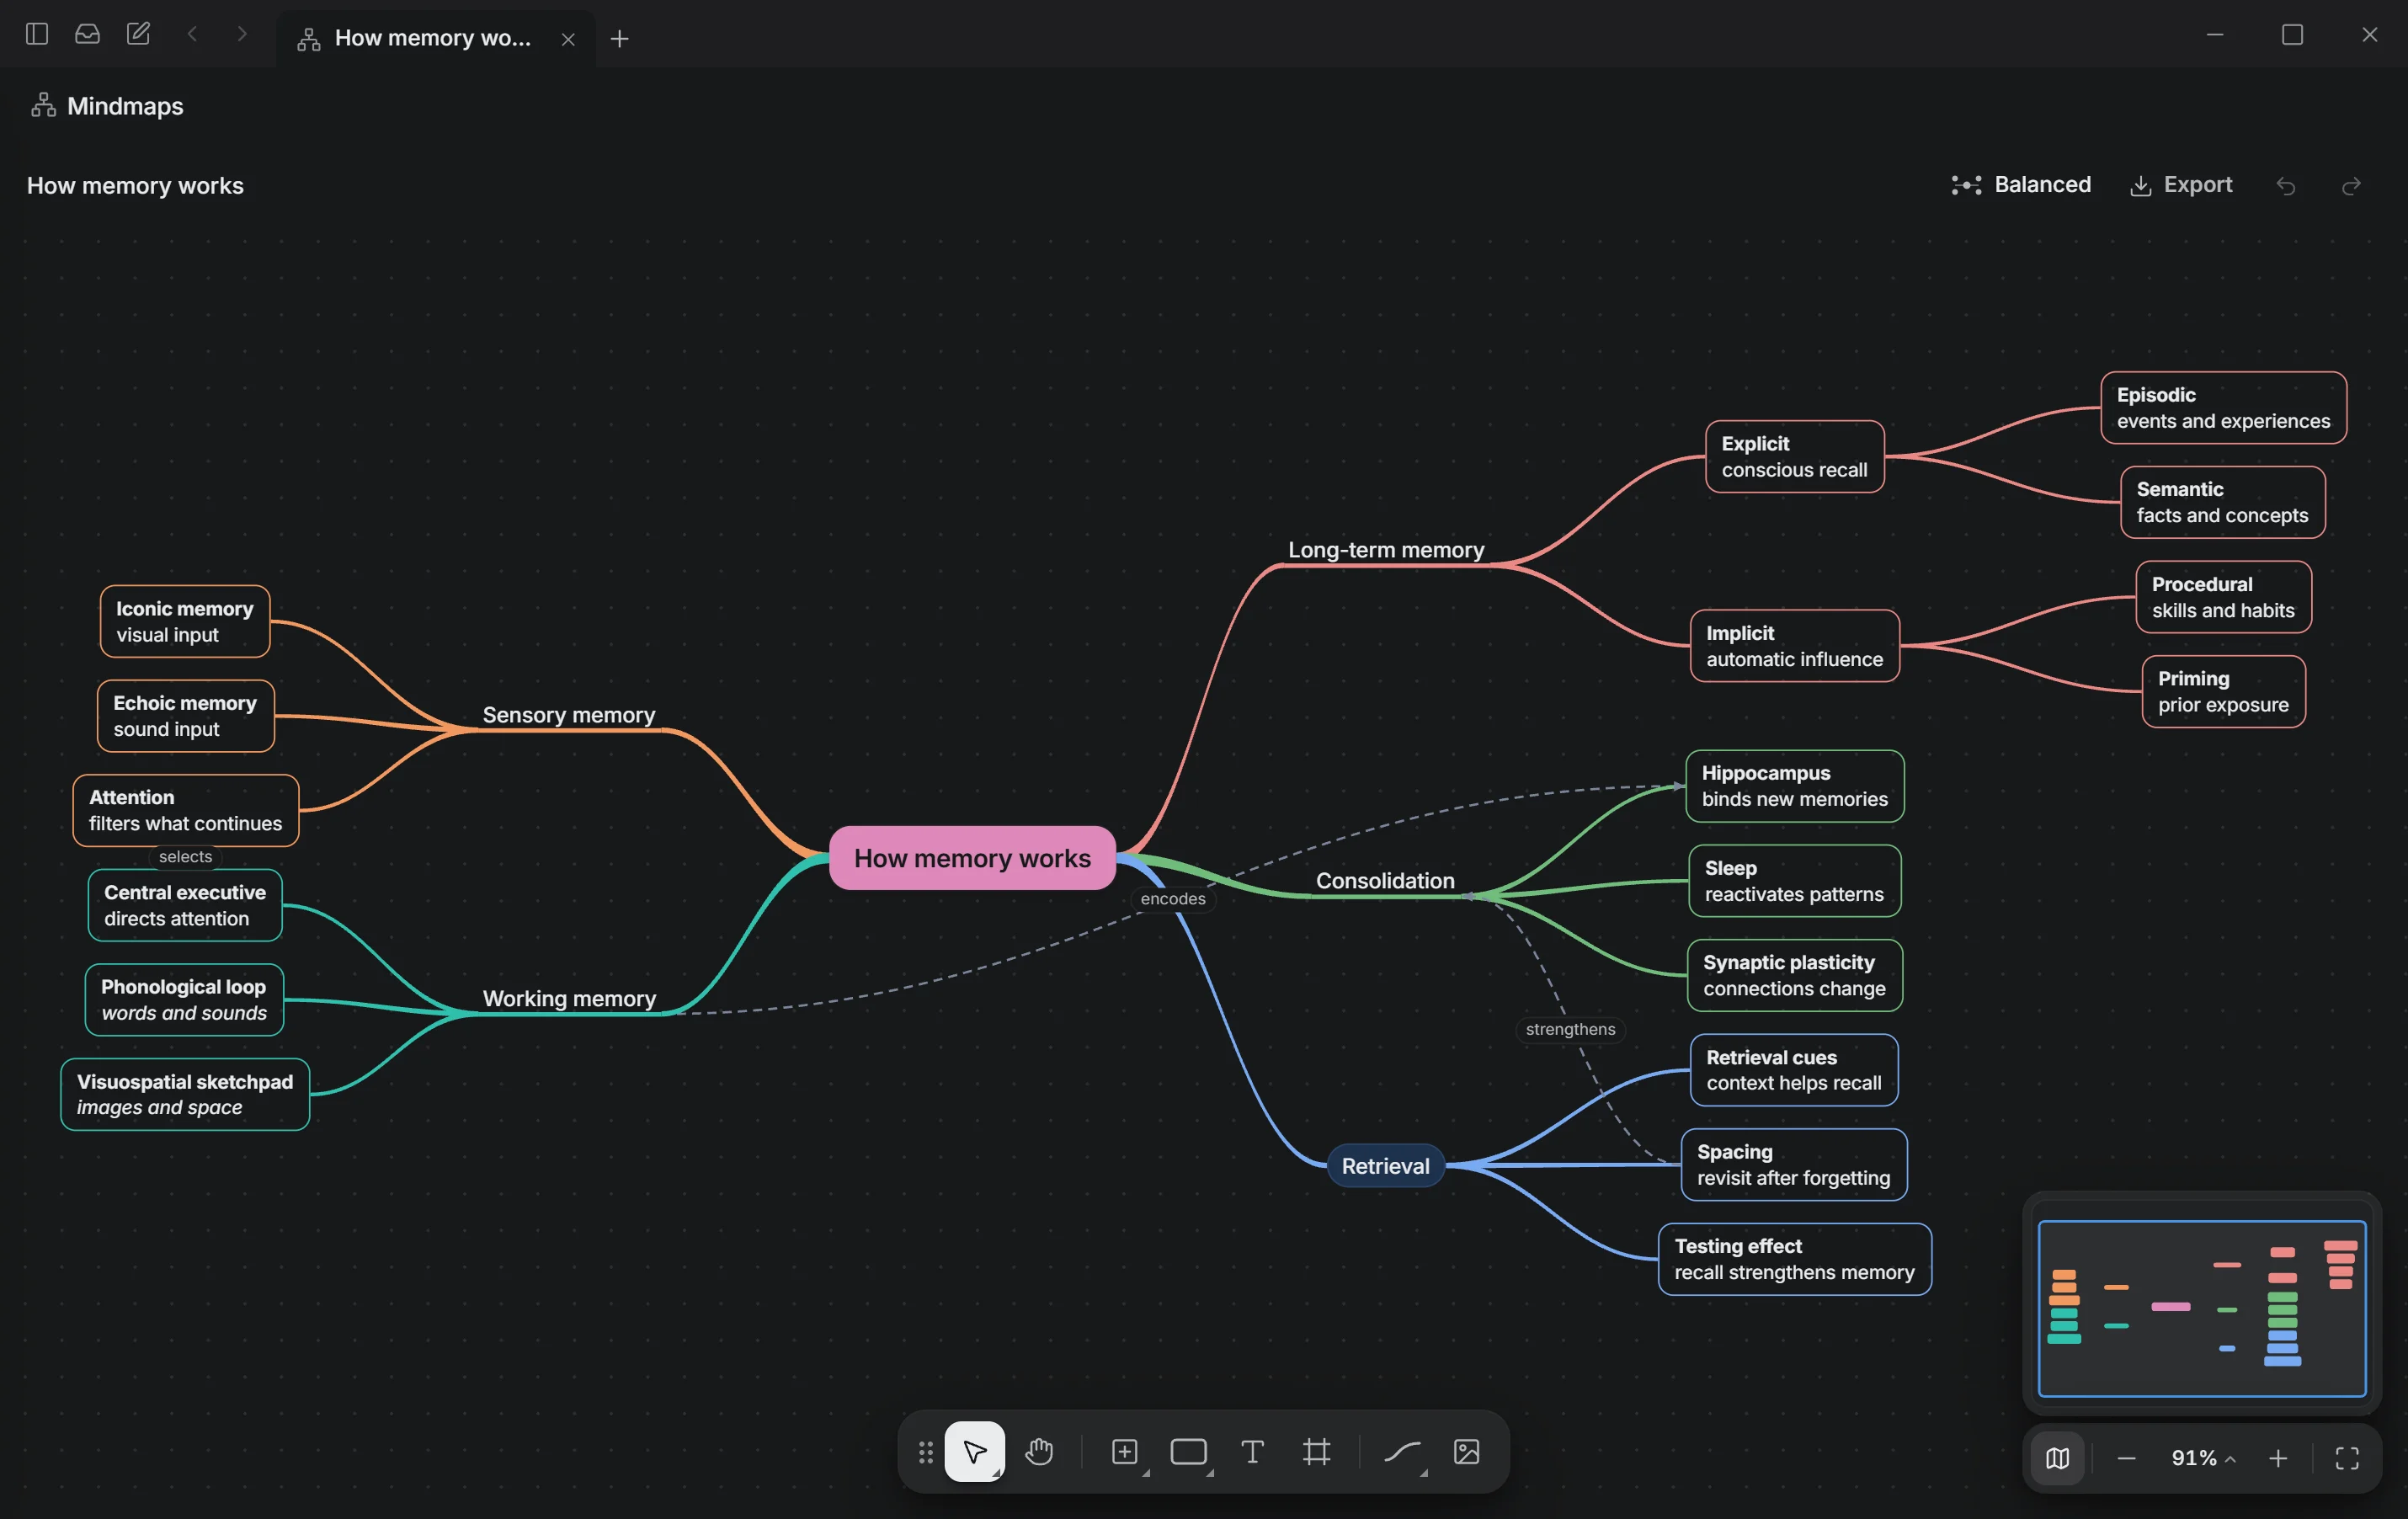 How memory wo...
Mindmaps
How memory works
Balanced
Export
Episodic
events and experiences
Explicit
conscious recall
Semantic
facts and concepts
Long-term memory
Procedural
skills and habits
Implicit
automatic influence
Priming
prior exposure
Iconic memory
visual input
Echoic memory
sound input
Sensory memory
Attention
filters what continues
selects
Central executive
directs attention
Phonological loop
words and sounds
Working memory
Visuospatial sketchpad
images and space
How memory works
encodes
Consolidation
Hippocampus
binds new memories
Sleep
reactivates patterns
Synaptic plasticity
connections change
strengthens
Retrieval cues
context helps recall
Retrieval
Spacing
revisit after forgetting
Testing effect
recall strengthens memory
91%